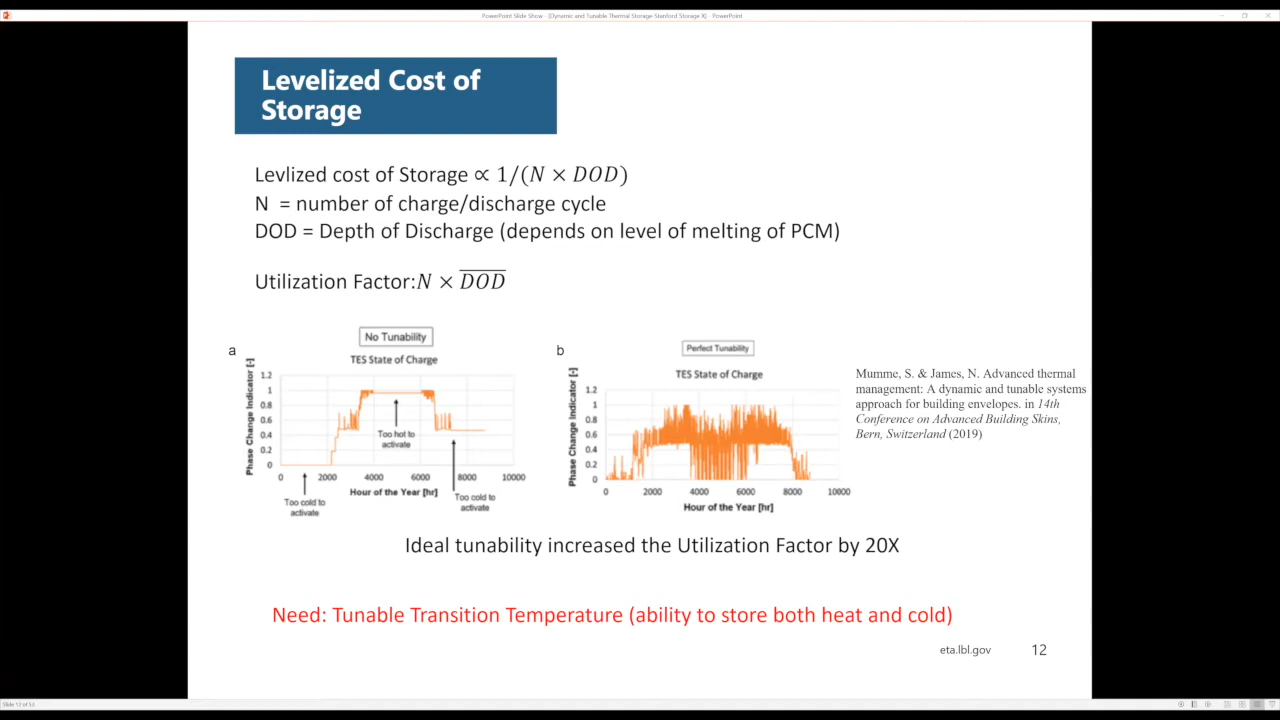 PowerPoint Slide Show - [Dynamic and Tunable Thermal Storage-Stanford Storage X] - PowerPoint
Levelized Cost of
Storage
Levlized cost of Storage ∝ 1/(N × DOD)
N = number of charge/discharge cycle
DOD = Depth of Discharge (depends on level of melting of PCM)
Utilization Factor:N × D̅O̅D̅
a
No Tunability
TES State of Charge
Phase Change Indicator [-]
1.2
1
0.8
0.6
0.4
0.2
0
Too hot to
activate
0 2000 4000 6000 8000 10000
Hour of the Year [hr]
Too cold to
activate
Too cold to
activate
b
Perfect Tunability
TES State of Charge
Phase Change Indicator [-]
1.2
1
0.8
0.6
0.4
0.2
0
0 2000 4000 6000 8000 10000
Hour of the Year [hr]
Mumme, S. & James, N. Advanced thermal
management: A dynamic and tunable systems
approach for building envelopes. in 14th
Conference on Advanced Building Skins,
Bern, Switzerland (2019)
Ideal tunability increased the Utilization Factor by 20X
Need: Tunable Transition Temperature (ability to store both heat and cold)
eta.lbl.gov 12
Slide 12 of 53